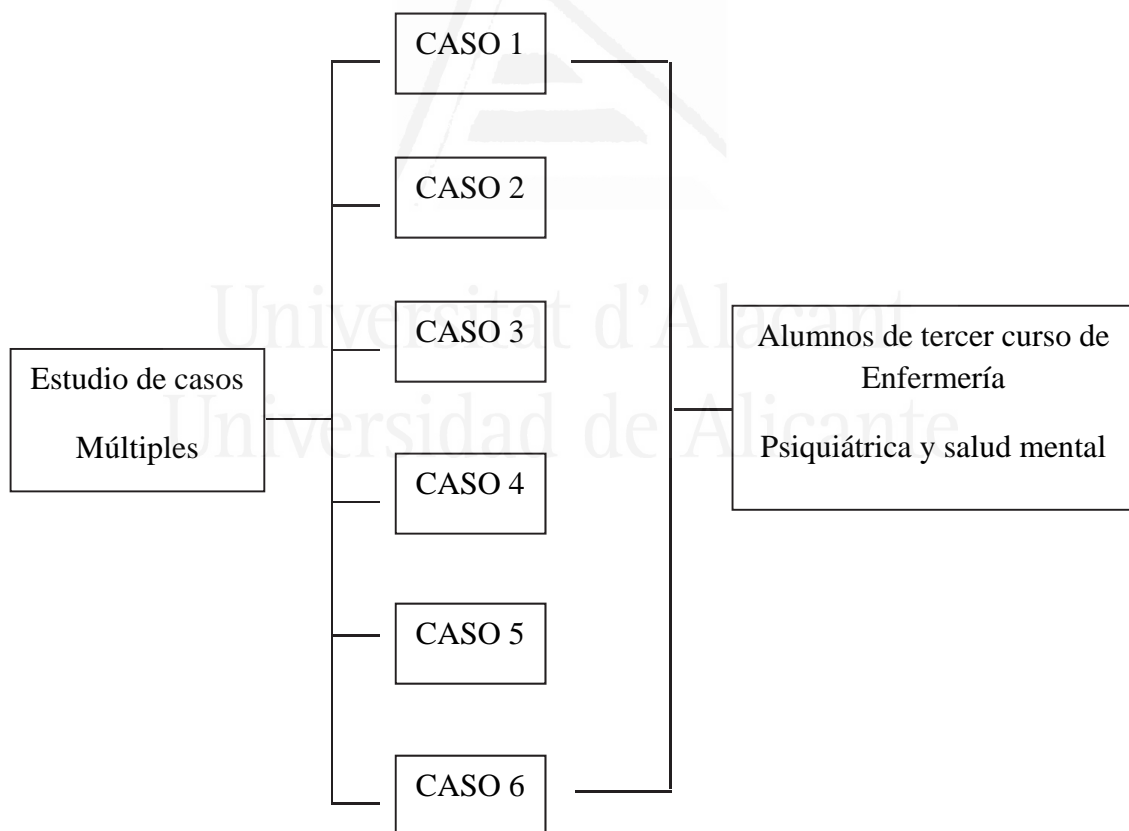 CASO 1
CASO 2
CASO 3
CASO 4
CASO 5
CASO 6
Estudio de casos
Múltiples
Alumnos de tercer curso de
Enfermería
Psiquiátrica y salud mental
Universitat d'Alacant
Universidad de Alicante